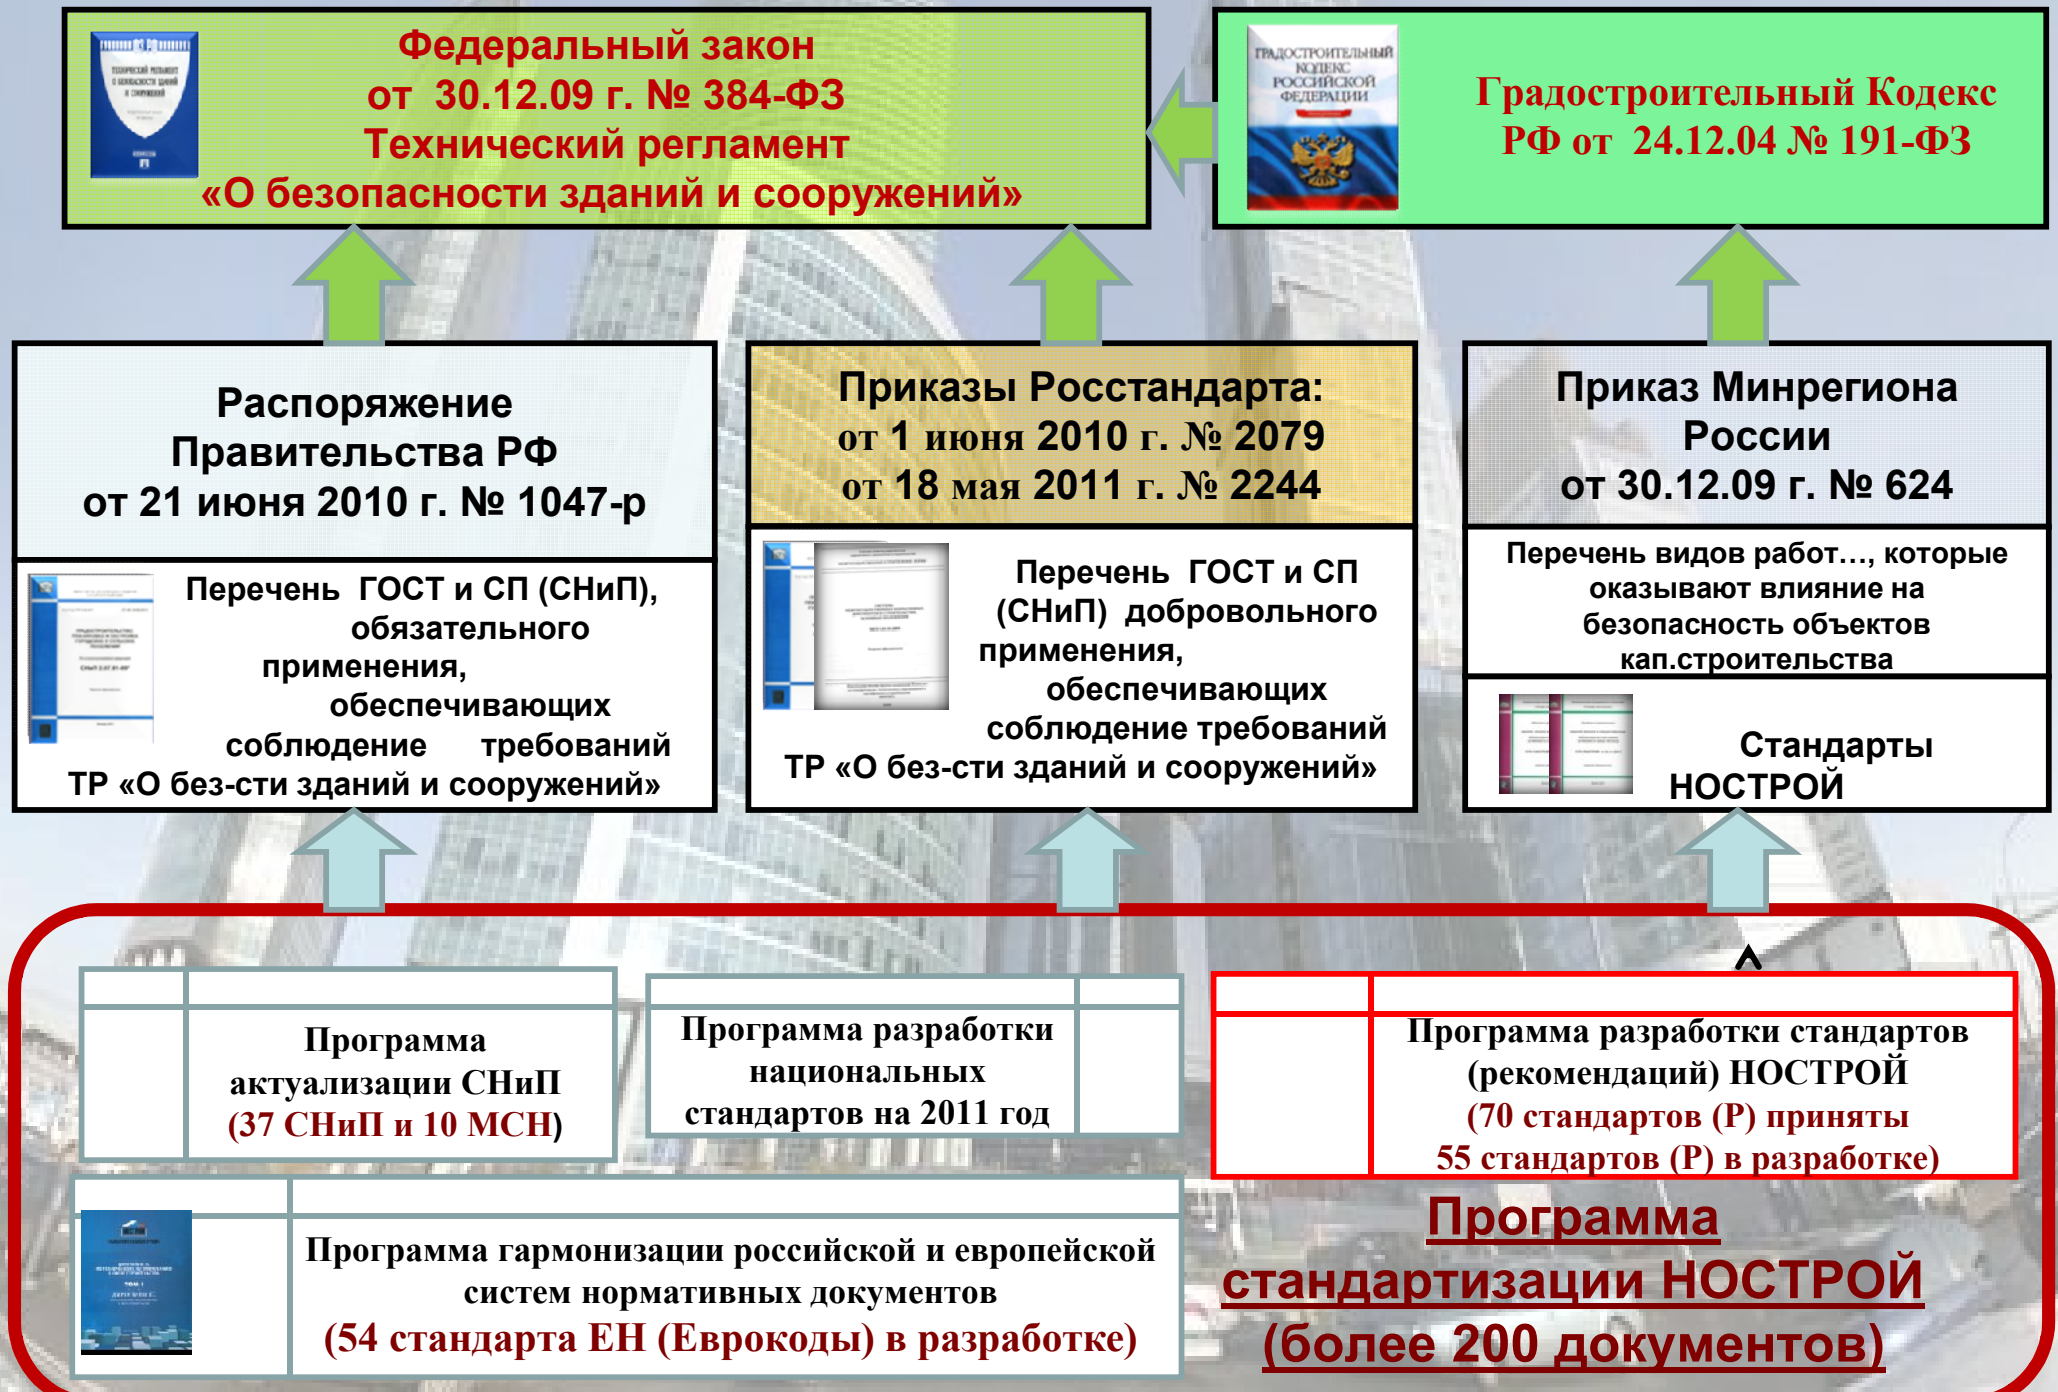 Федеральный закон
от 30.12.09 г. № 384-ФЗ
Технический регламент
«О безопасности зданий и сооружений»
ГРАДОСТРОИТЕЛЬНЫЙ
КОДЕКС
РОССИЙСКОЙ
ФЕДЕРАЦИИ
Градостроительный Кодекс
РФ от 24.12.04 № 191-ФЗ
Распоряжение
Правительства РФ
от 21 июня 2010 г. № 1047-р
Перечень ГОСТ и СП (СНиП),
обязательного
применения,
обеспечивающих
соблюдение требований
ТР «О без-сти зданий и сооружений»
Приказы Росстандарта:
от 1 июня 2010 г. № 2079
от 18 мая 2011 г. № 2244
Перечень ГОСТ и СП
(СНиП) добровольного
применения,
обеспечивающих
соблюдение требований
ТР «О без-сти зданий и сооружений»
Приказ Минрегиона
России
от 30.12.09 г. № 624
Перечень видов работ…, которые
оказывают влияние на
безопасность объектов
кап.строительства
Стандарты
НОСТРОЙ
Программа
актуализации СНиП
(37 СНиП и 10 МСН)
Программа разработки
национальных
стандартов на 2011 год
Программа разработки стандартов
(рекомендаций) НОСТРОЙ
(70 стандартов (Р) приняты
55 стандартов (Р) в разработке)
Программа гармонизации российской и европейской
систем нормативных документов
(54 стандарта ЕН (Еврокоды) в разработке)
Программа
стандартизации НОСТРОЙ
(более 200 документов)